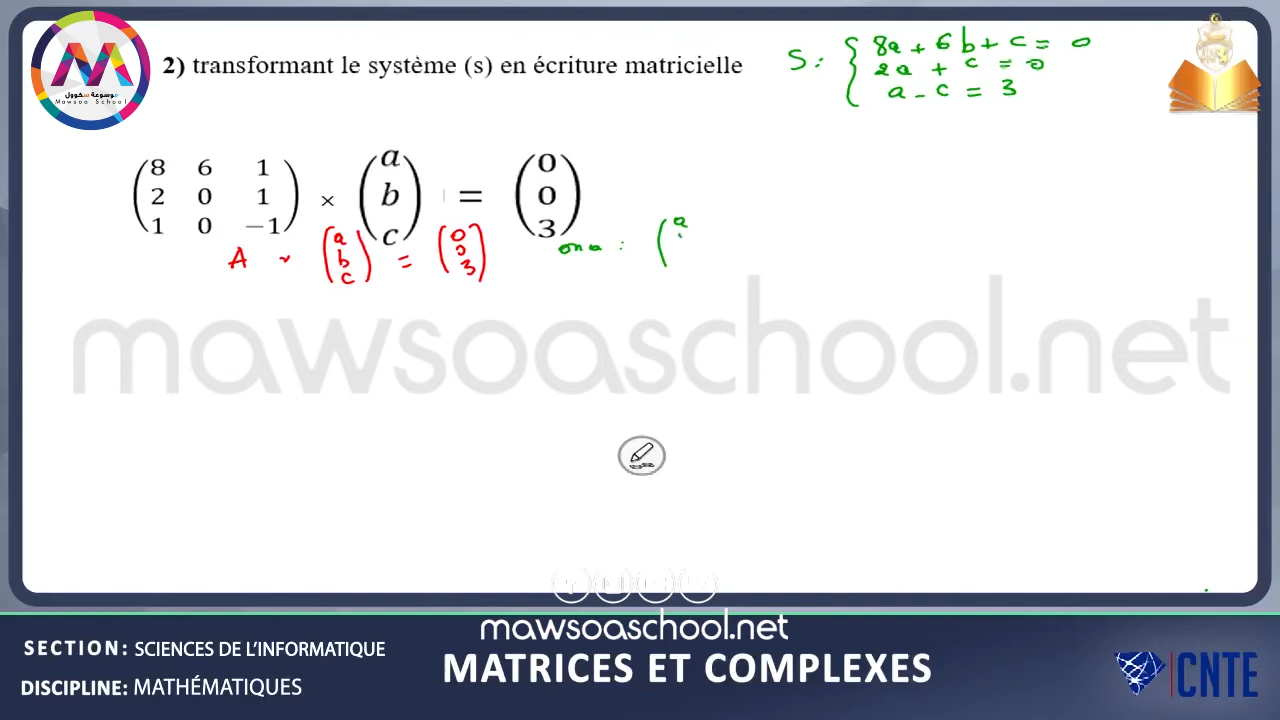 موسوعة سكوول
Mawsoa School
2) transformant le système (s) en écriture matricielle
S : { 8a + 6b + c = 0
2a + c = 0
a - c = 3
( 8 6 1 ) ( a ) ( 0 )
( 2 0 1 ) × ( b ) = ( 0 )
( 1 0 −1 ) ( c ) ( 3 )
A × ( a b c ) = ( 0 0 3 )
on a : ( a
mawsoaschool.net
mawsoaschool.net
SECTION: SCIENCES DE L'INFORMATIQUE
DISCIPLINE: MATHÉMATIQUES
MATRICES ET COMPLEXES
CNTE